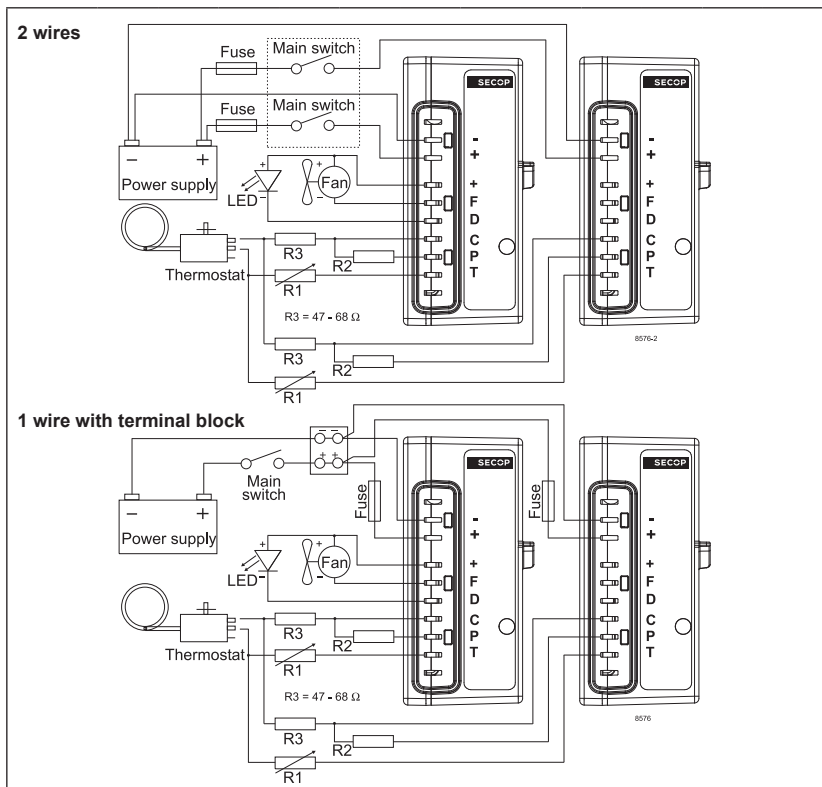 2 wires
Fuse
Main switch
Fuse
Main switch
SECOP
SECOP
- +
Power supply
+
-
LED
+
-
Fan
Thermostat
R3
R2
R1
R3 = 47 - 68 Ω
R3
R2
R1
-
+
+
F
D
C
P
T
-
+
+
F
D
C
P
T
8576-2
1 wire with terminal block
- -
+ +
Main
switch
Fuse
Fuse
SECOP
SECOP
- +
Power supply
+
-
LED
+
-
Fan
Thermostat
R3
R2
R1
R3 = 47 - 68 Ω
R3
R2
R1
-
+
+
F
D
C
P
T
-
+
+
F
D
C
P
T
8576